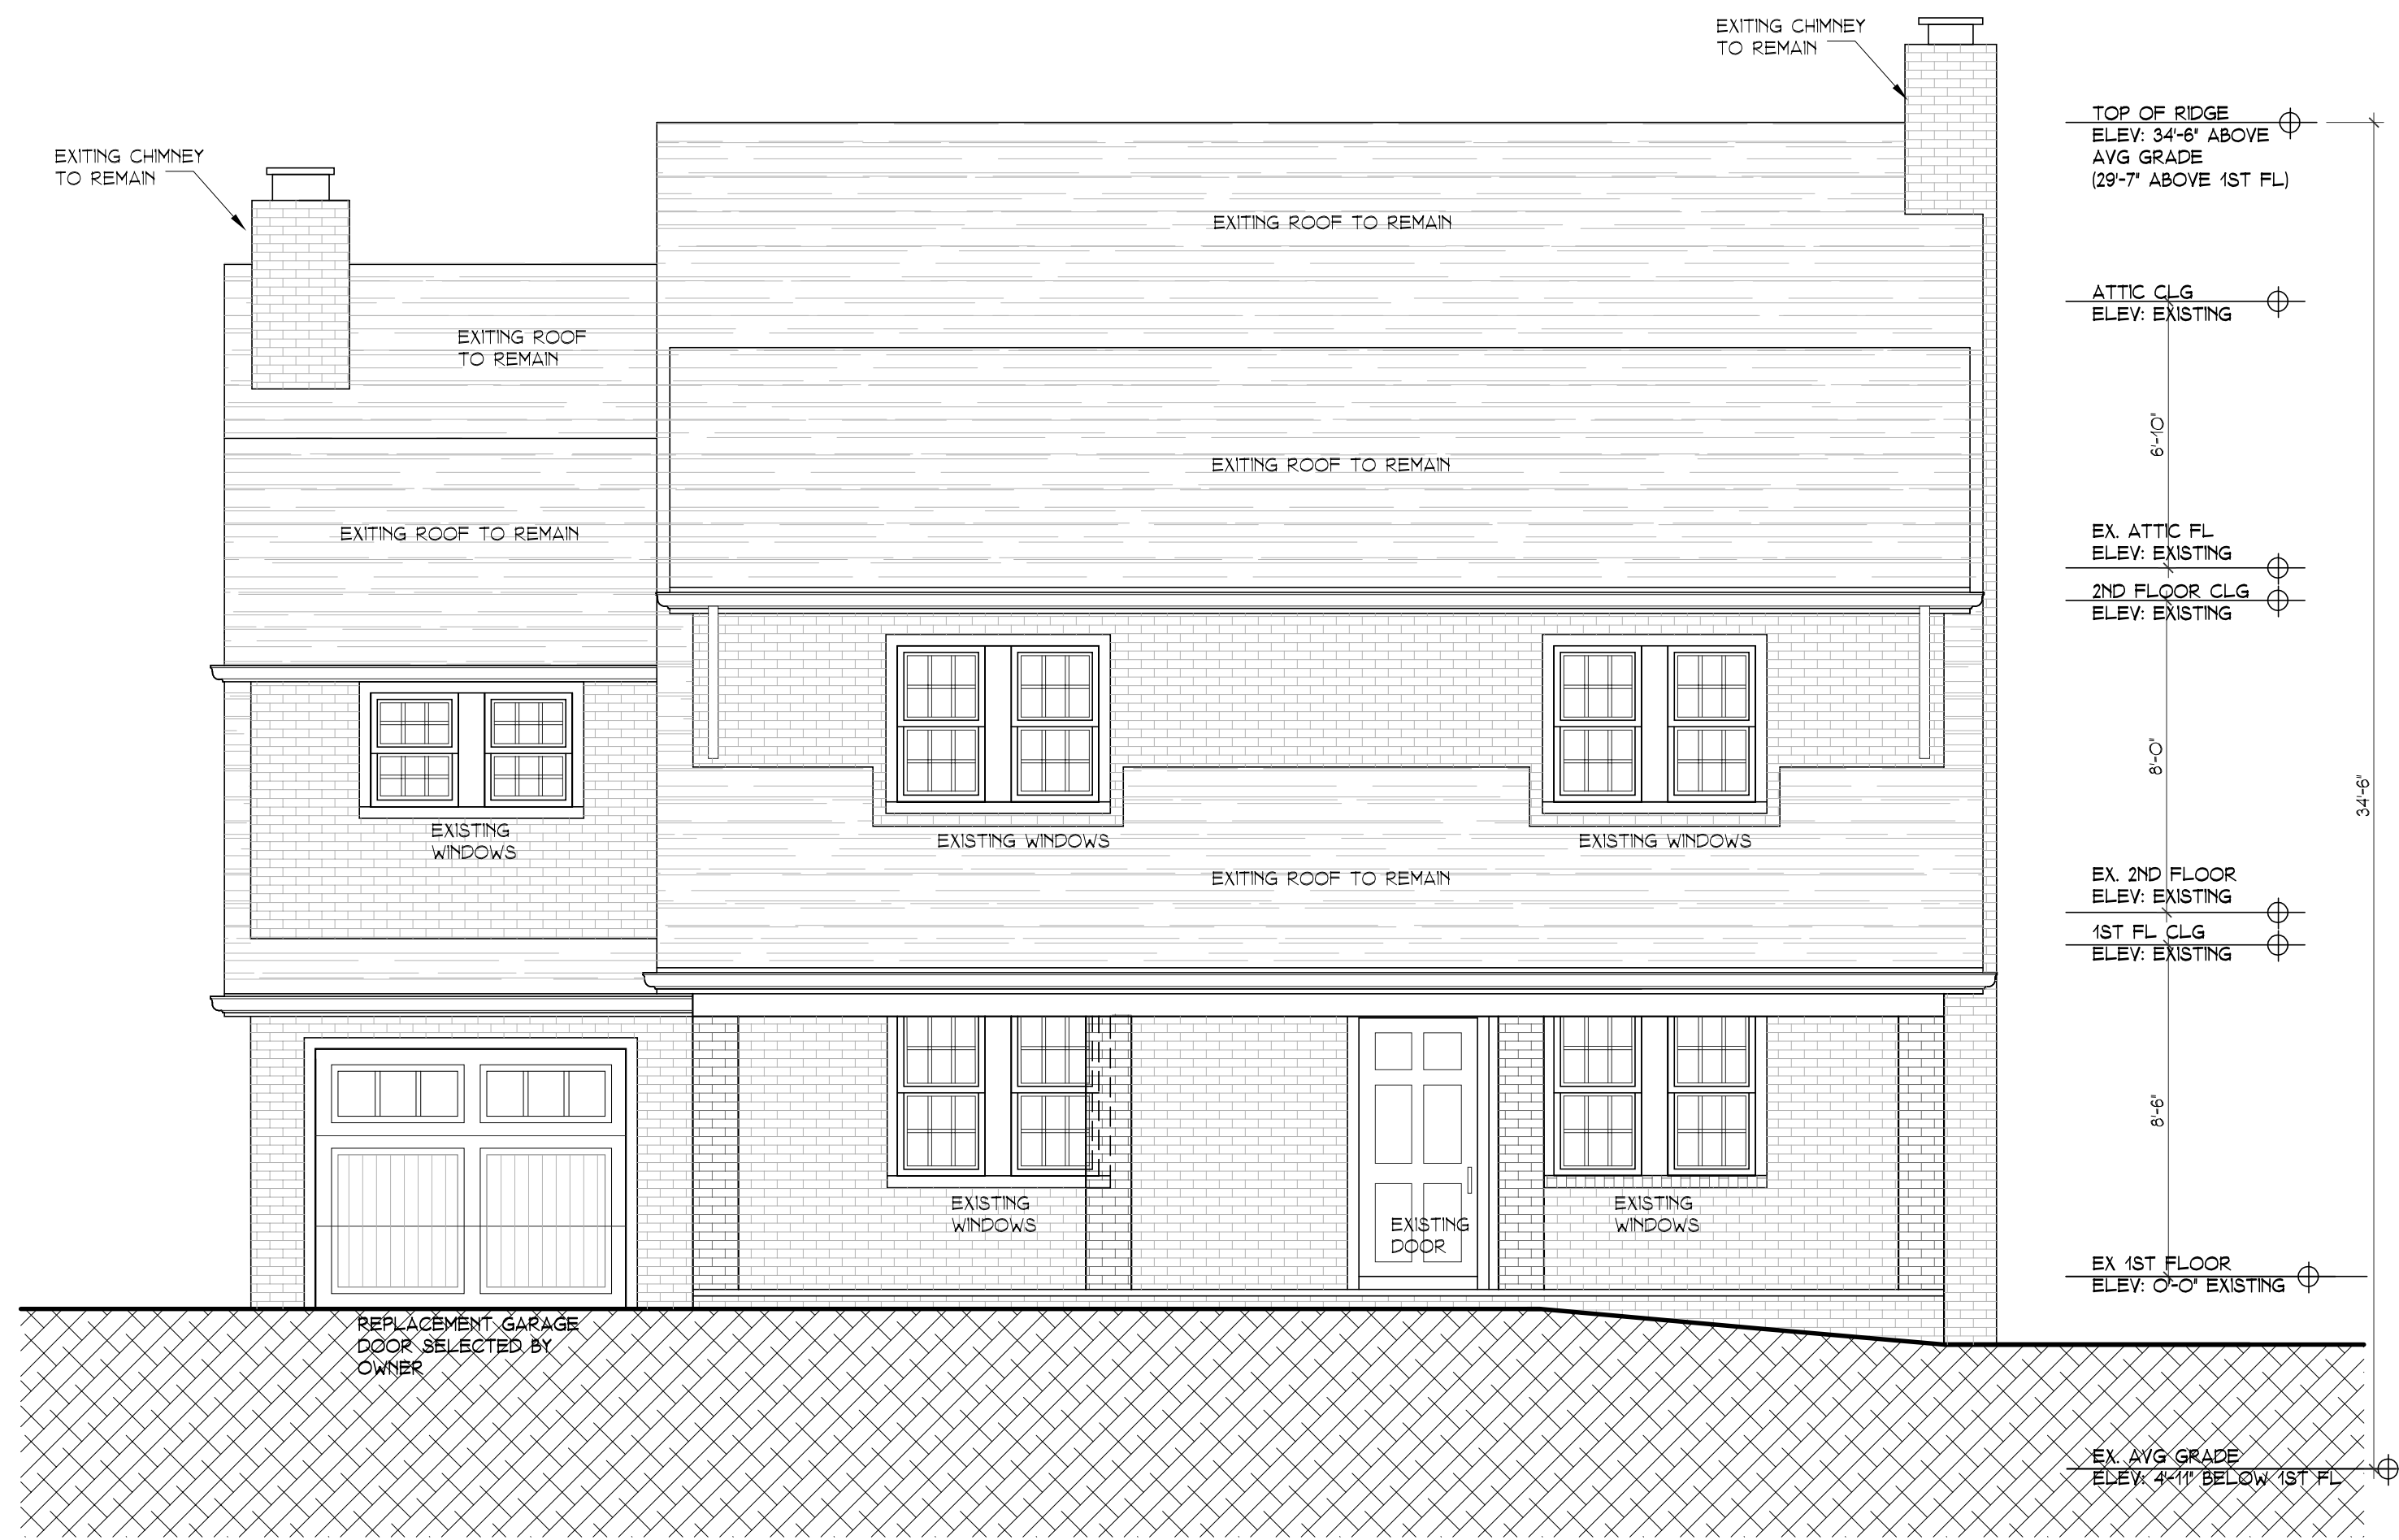 EXITING CHIMNEY
TO REMAIN
EXITING CHIMNEY
TO REMAIN
EXITING ROOF TO REMAIN
EXITING ROOF
TO REMAIN
EXITING ROOF TO REMAIN
EXITING ROOF TO REMAIN
EXISTING
WINDOWS
EXISTING WINDOWS
EXISTING WINDOWS
EXITING ROOF TO REMAIN
EXISTING
WINDOWS
EXISTING
DOOR
EXISTING
WINDOWS
REPLACEMENT GARAGE
DOOR SELECTED BY
OWNER
TOP OF RIDGE
ELEV: 34'-6" ABOVE
AVG GRADE
(29'-7" ABOVE 1ST FL)
ATTIC CLG
ELEV: EXISTING
6'-10"
EX. ATTIC FL
ELEV: EXISTING
2ND FLOOR CLG
ELEV: EXISTING
8'-0"
34'-6"
EX. 2ND FLOOR
ELEV: EXISTING
1ST FL CLG
ELEV: EXISTING
8'-6"
EX 1ST FLOOR
ELEV: 0'-0" EXISTING
EX. AVG GRADE
ELEV: 4'-11" BELOW 1ST FL